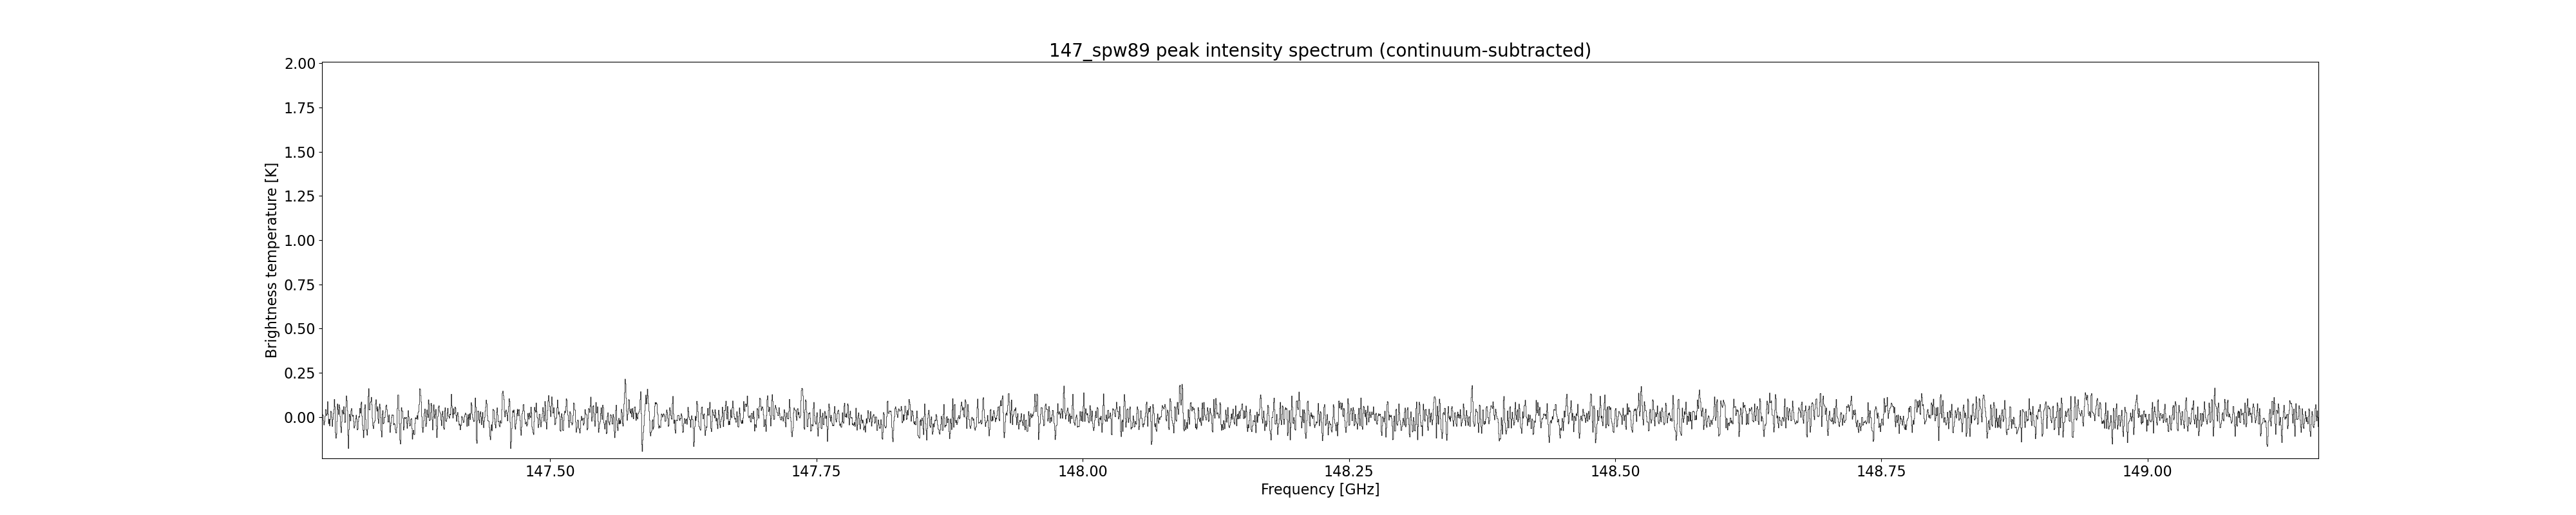 147_spw89 peak intensity spectrum (continuum-subtracted)
2.00
1.75
1.50
1.25
1.00
0.75
0.50
0.25
0.00
Brightness temperature [K]
147.50 147.75 148.00 148.25 148.50 148.75 149.00
Frequency [GHz]